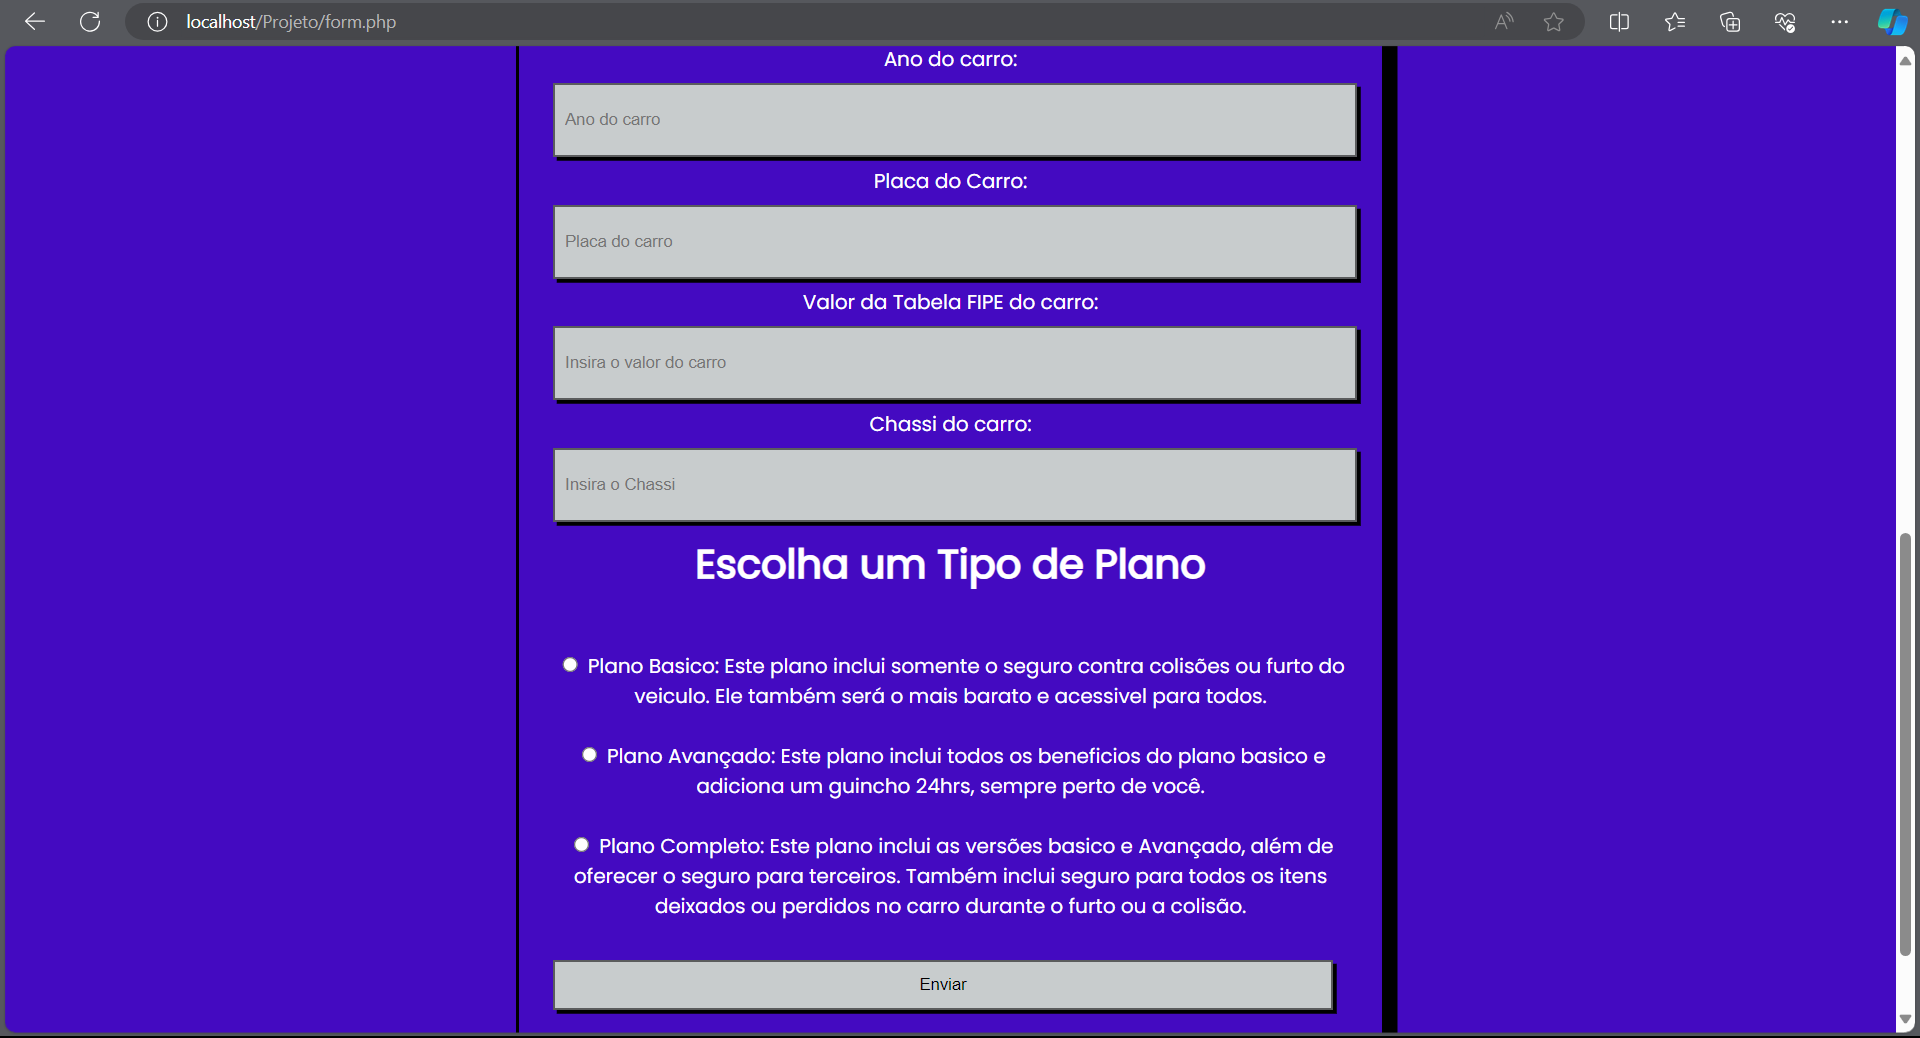 localhost/Projeto/form.php
Ano do carro:
Ano do carro
Placa do Carro:
Placa do carro
Valor da Tabela FIPE do carro:
Insira o valor do carro
Chassi do carro:
Insira o Chassi
Escolha um Tipo de Plano
Plano Basico: Este plano inclui somente o seguro contra colisões ou furto do
veiculo. Ele também será o mais barato e acessivel para todos.
Plano Avançado: Este plano inclui todos os beneficios do plano basico e
adiciona um guincho 24hrs, sempre perto de você.
Plano Completo: Este plano inclui as versões basico e Avançado, além de
oferecer o seguro para terceiros. Também inclui seguro para todos os itens
deixados ou perdidos no carro durante o furto ou a colisão.
Enviar